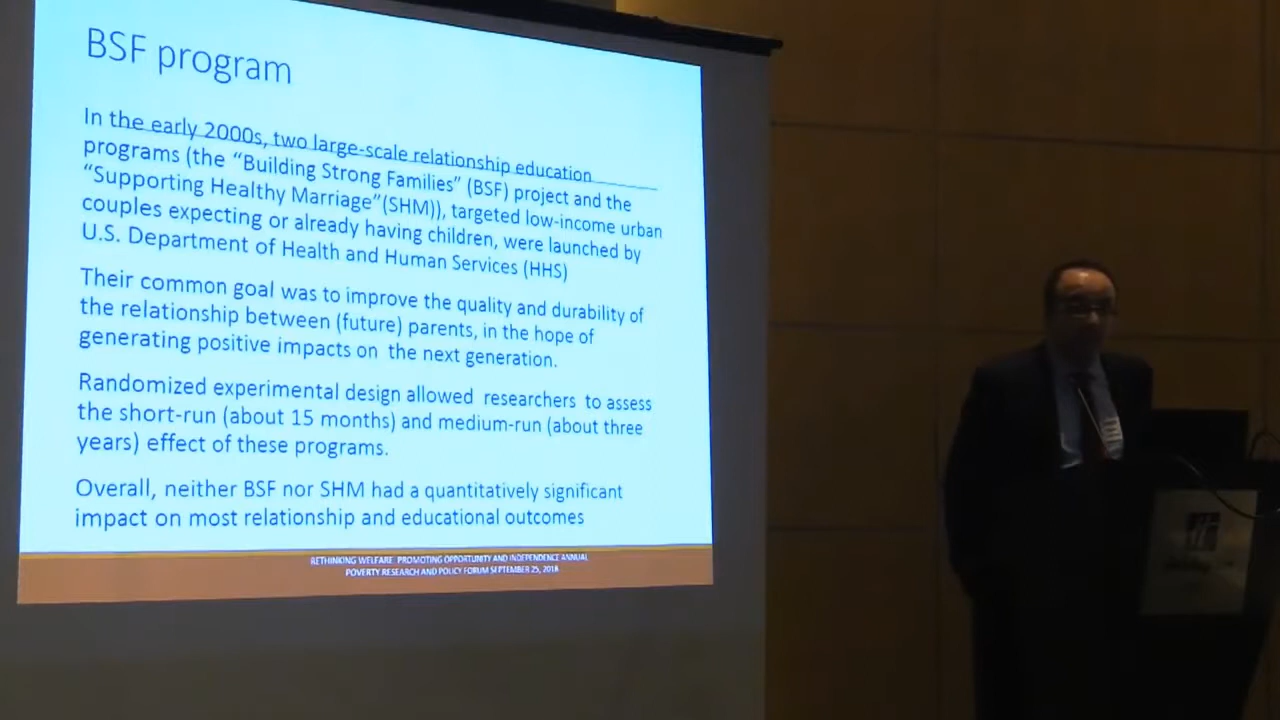 BSF program
In the early 2000s, two large-scale relationship education
programs (the “Building Strong Families” (BSF) project and the
“Supporting Healthy Marriage”(SHM)), targeted low-income urban
couples expecting or already having children, were launched by
U.S. Department of Health and Human Services (HHS)
Their common goal was to improve the quality and durability of
the relationship between (future) parents, in the hope of
generating positive impacts on the next generation.
Randomized experimental design allowed researchers to assess
the short-run (about 15 months) and medium-run (about three
years) effect of these programs.
Overall, neither BSF nor SHM had a quantitatively significant
impact on most relationship and educational outcomes
RETHINKING WELFARE: PROMOTING OPPORTUNITY AND INDEPENDENCE ANNUAL
POVERTY RESEARCH AND POLICY FORUM SEPTEMBER 25, 2018